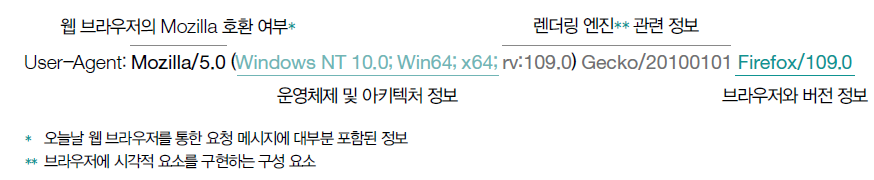 웹 브라우저의 Mozilla 호환 여부* 렌더링 엔진** 관련 정보
User-Agent: Mozilla/5.0 (Windows NT 10.0; Win64; x64; rv:109.0) Gecko/20100101 Firefox/109.0
운영체제 및 아키텍처 정보 브라우저와 버전 정보
* 오늘날 웹 브라우저를 통한 요청 메시지에 대부분 포함된 정보
** 브라우저에 시각적 요소를 구현하는 구성 요소